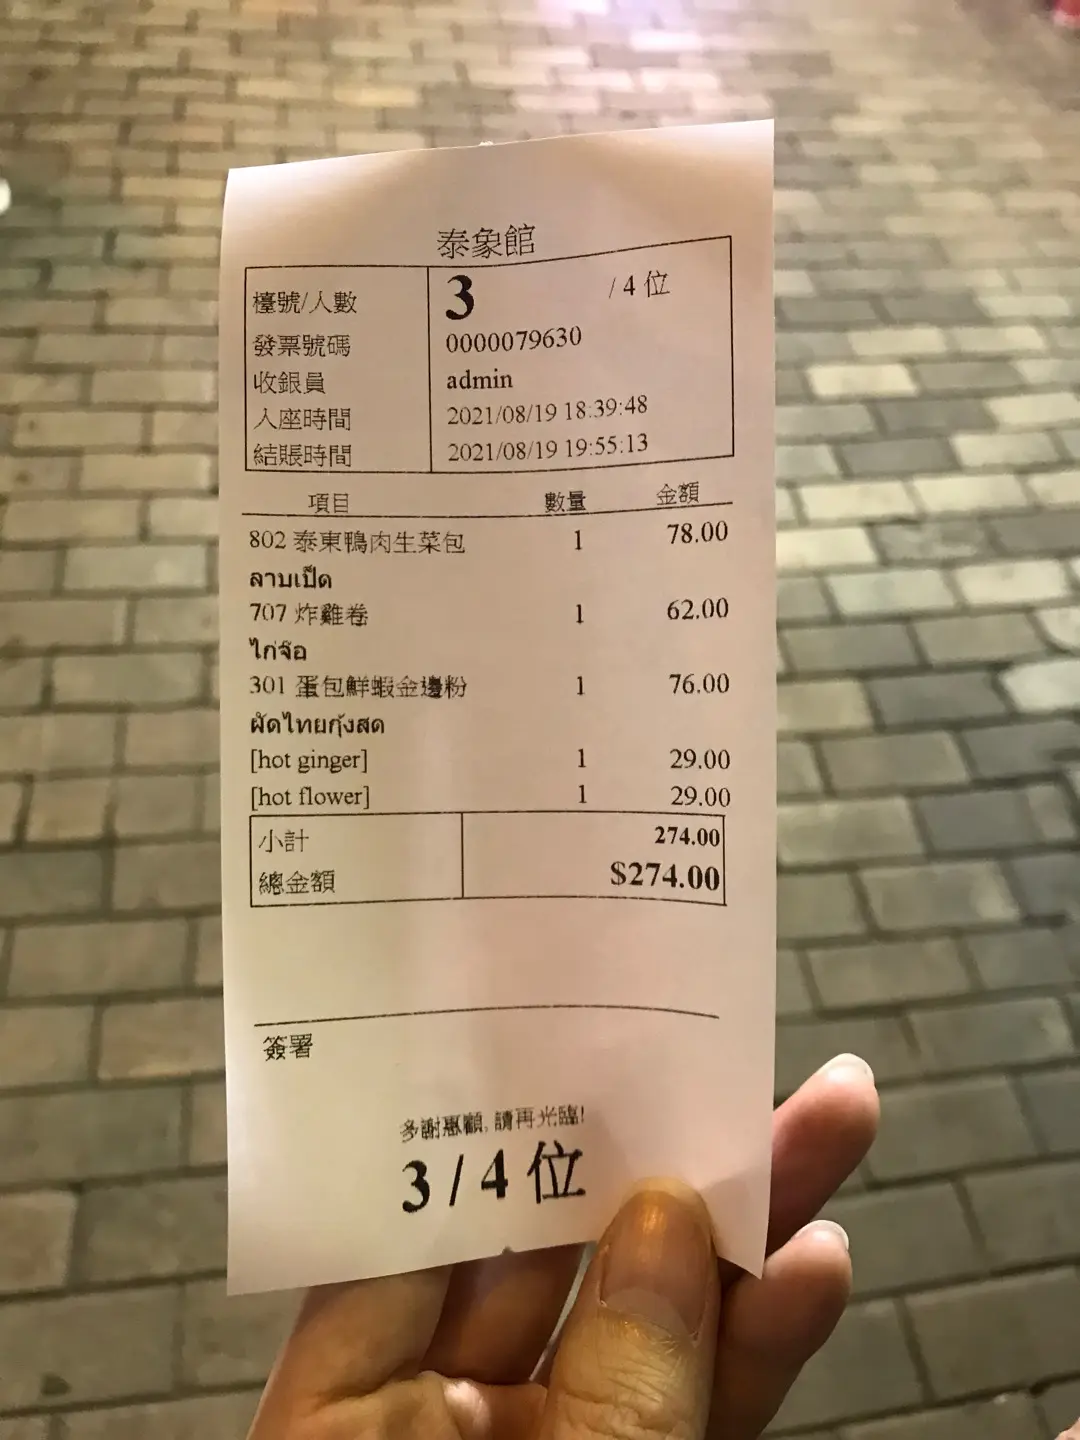 泰象館
檯號/人數 3 / 4 位
發票號碼 0000079630
收銀員 admin
入座時間 2021/08/19 18:39:48
結賬時間 2021/08/19 19:55:13
項目 數量 金額
802 泰東鴨肉生菜包 1 78.00
ลาบเป็ด
707 炸雞卷 1 62.00
ไก่จ๊อ
301 蛋包鮮蝦金邊粉 1 76.00
ผัดไทยกุ้งสด
[hot ginger] 1 29.00
[hot flower] 1 29.00
小計 274.00
總金額 $274.00
簽署
多謝惠顧, 請再光臨!
3 / 4 位